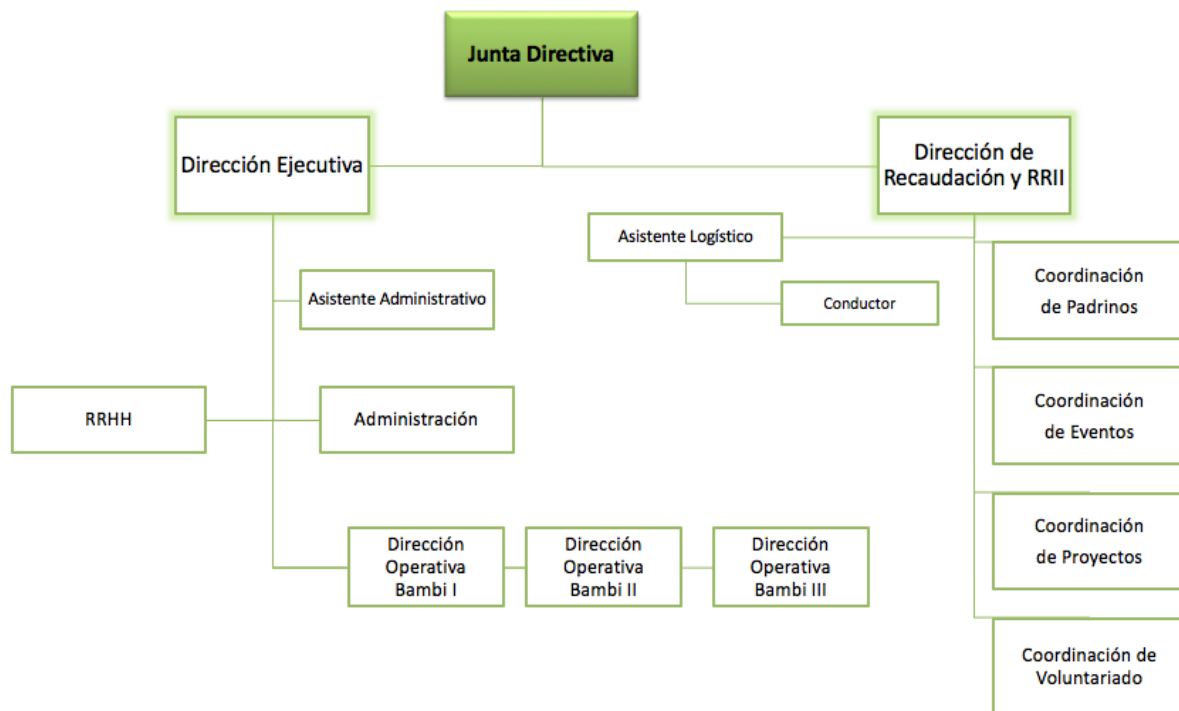 Junta Directiva
Dirección Ejecutiva
Dirección de
Recaudación y RRII
Asistente Logístico
Conductor
Asistente Administrativo
RRHH
Administración
Dirección
Operativa
Bambi I
Dirección
Operativa
Bambi II
Dirección
Operativa
Bambi III
Coordinación
de Padrinos
Coordinación
de Eventos
Coordinación
de Proyectos
Coordinación de
Voluntariado